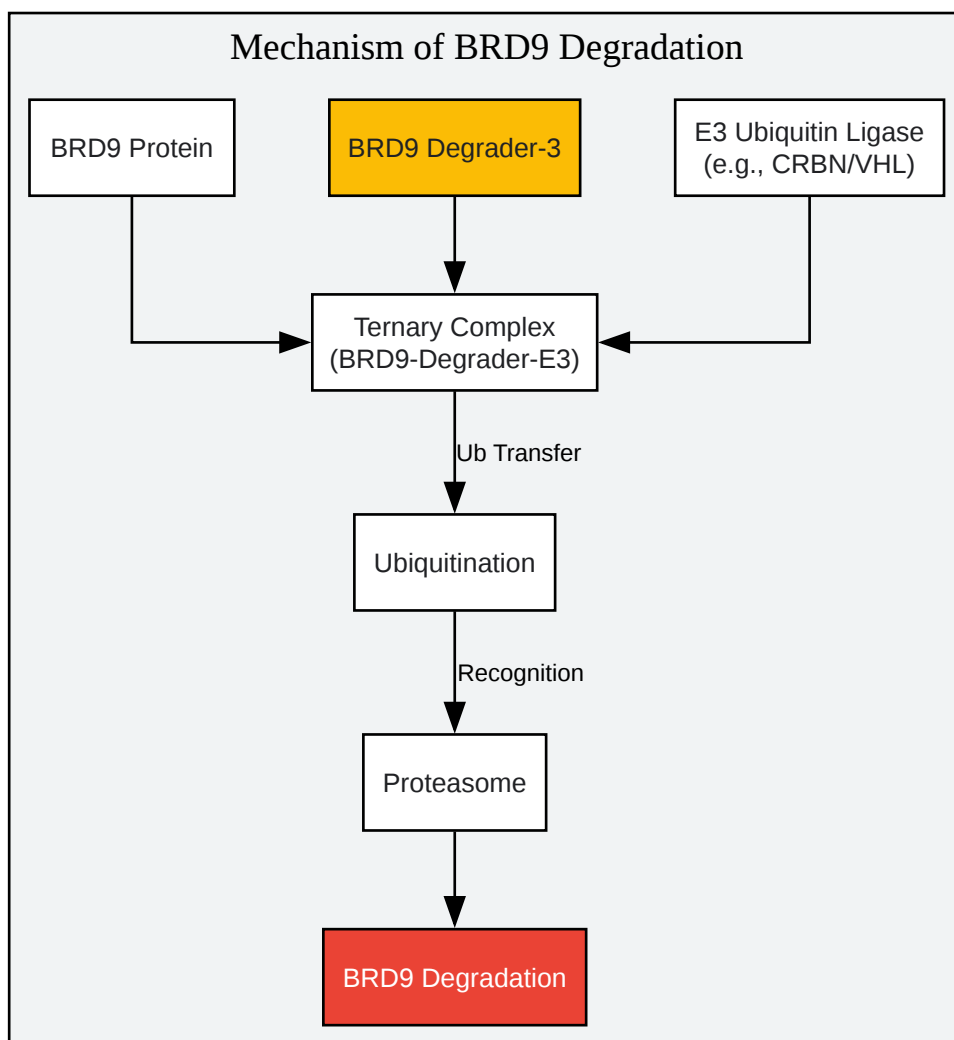 Mechanism of BRD9 Degradation
BRD9 Protein
BRD9 Degrader-3
E3 Ubiquitin Ligase
(e.g., CRBN/VHL)
Ternary Complex
(BRD9-Degrader-E3)
Ub Transfer
Ubiquitination
Recognition
Proteasome
BRD9 Degradation